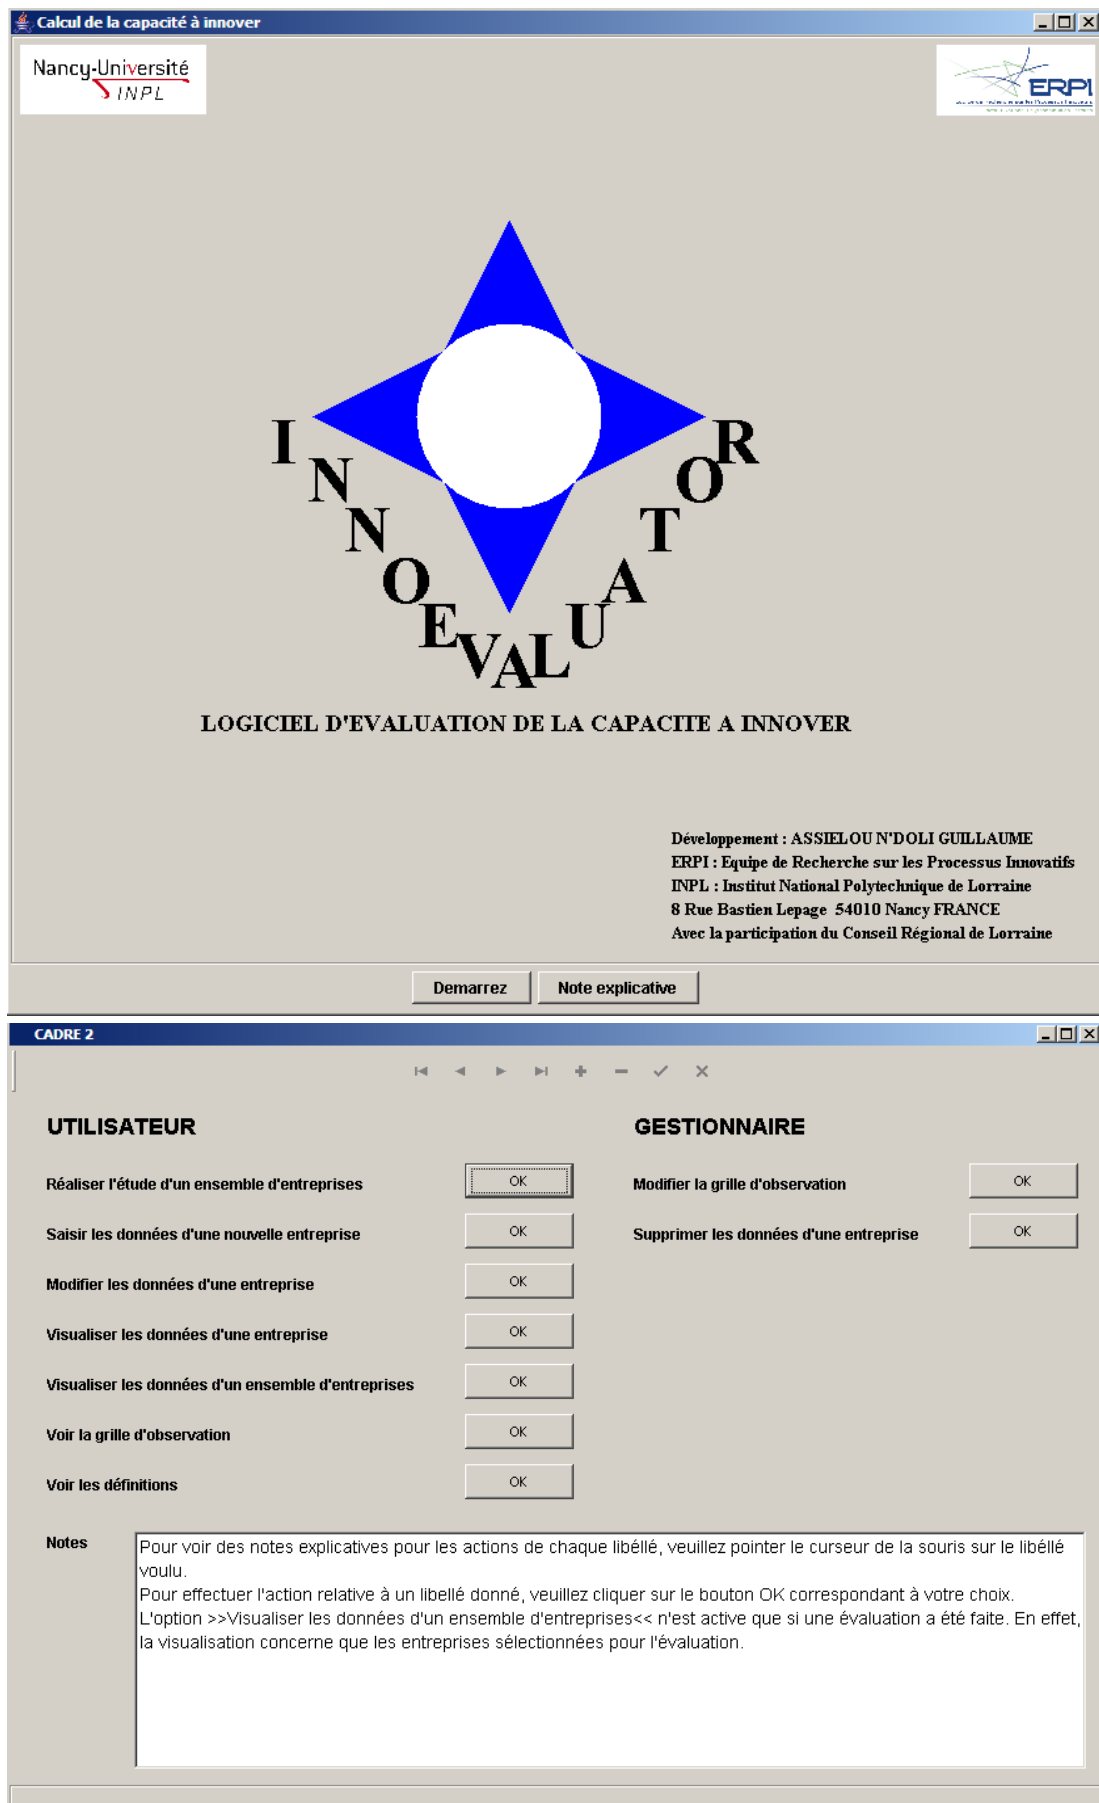 Calcul de la capacité à innover
Nancy-Université
INPL
ERPI
INNOEVALUATOR
LOGICIEL D'EVALUATION DE LA CAPACITE A INNOVER
Développement : ASSIELOU N'DOLI GUILLAUME
ERPI : Equipe de Recherche sur les Processus Innovatifs
INPL : Institut National Polytechnique de Lorraine
8 Rue Bastien Lepage 54010 Nancy FRANCE
Avec la participation du Conseil Régional de Lorraine
Demarrez
Note explicative
CADRE 2
UTILISATEUR
Réaliser l'étude d'un ensemble d'entreprises OK
Saisir les données d'une nouvelle entreprise OK
Modifier les données d'une entreprise OK
Visualiser les données d'une entreprise OK
Visualiser les données d'un ensemble d'entreprises OK
Voir la grille d'observation OK
Voir les définitions OK
GESTIONNAIRE
Modifier la grille d'observation OK
Supprimer les données d'une entreprise OK
Notes
Pour voir des notes explicatives pour les actions de chaque libéllé, veuillez pointer le curseur de la souris sur le libéllé
voulu.
Pour effectuer l'action relative à un libellé donné, veuillez cliquer sur le bouton OK correspondant à votre choix.
L'option >>Visualiser les données d'un ensemble d'entreprises<< n'est active que si une évaluation a été faite. En effet,
la visualisation concerne que les entreprises sélectionnées pour l'évaluation.